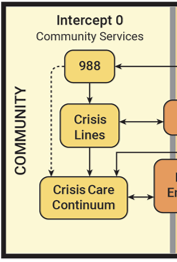 Intercept 0
Community Services
988
COMMUNITY
Crisis
Lines
Crisis Care
Continuum